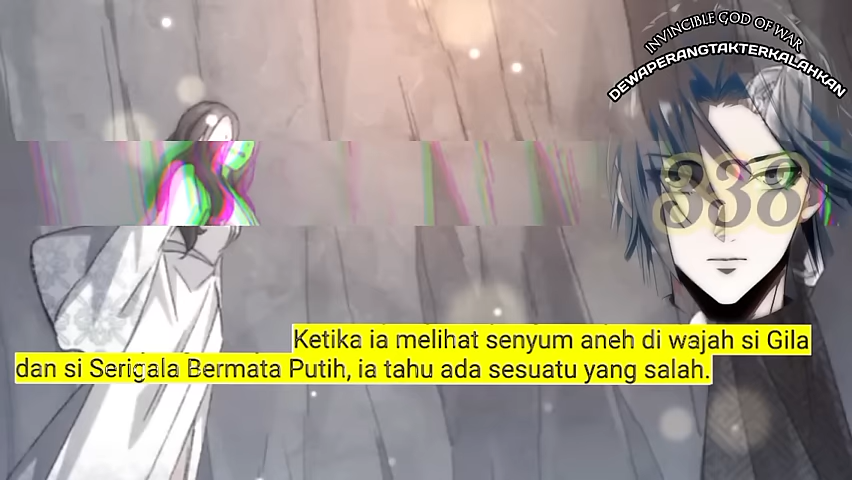 INVINCIBLE GOD OF WAR
DEWAPERANGTAKTERKALAHKAN
338
Ketika ia melihat senyum aneh di wajah si Gila
dan si Serigala Bermata Putih, ia tahu ada sesuatu yang salah.